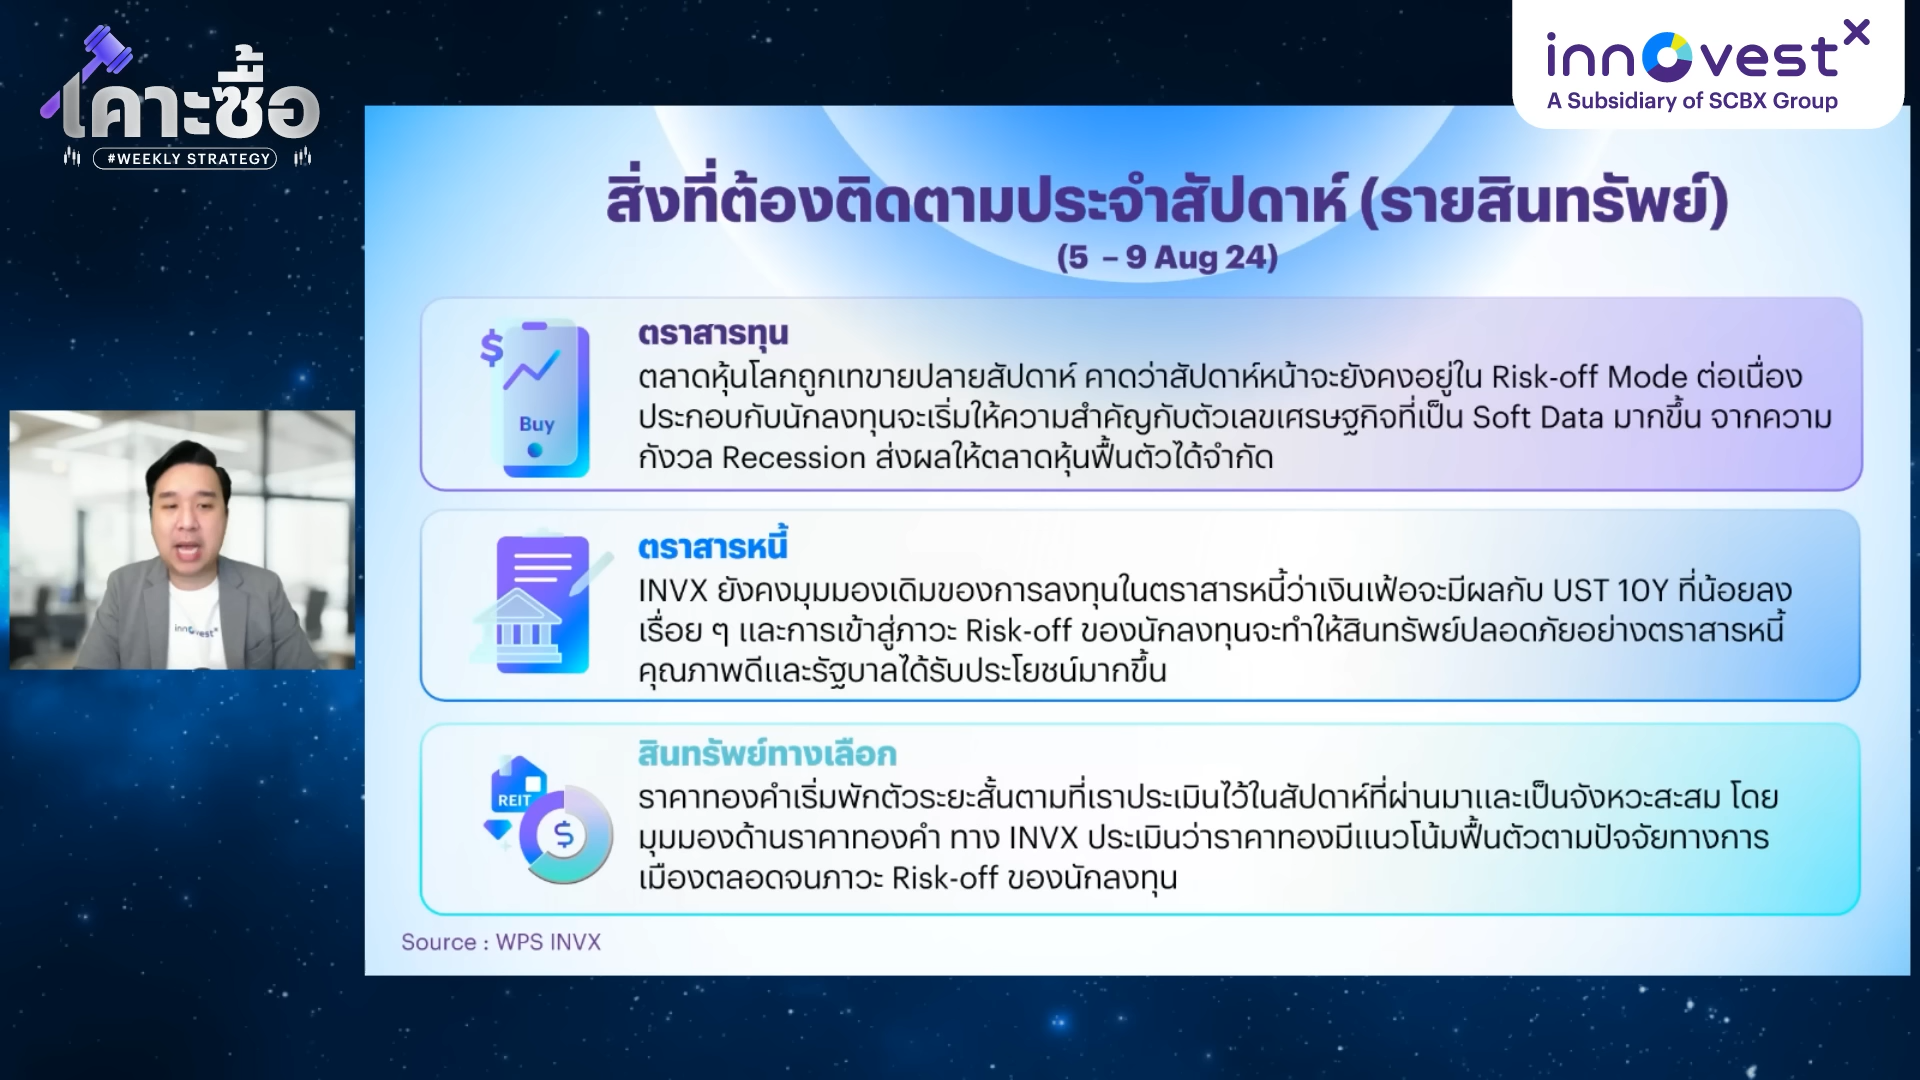 เคาะซื้อ
#WEEKLY STRATEGY
innovestx
A Subsidiary of SCBX Group
สิ่งที่ต้องติดตามประจำสัปดาห์ (รายสินทรัพย์)
(5 – 9 Aug 24)
$
Buy
ตราสารทุน
ตลาดหุ้นโลกถูกเทขายปลายสัปดาห์ คาดว่าสัปดาห์หน้าจะยังคงอยู่ใน Risk-off Mode ต่อเนื่อง
ประกอบกับนักลงทุนจะเริ่มให้ความสำคัญกับตัวเลขเศรษฐกิจที่เป็น Soft Data มากขึ้น จากความ
กังวล Recession ส่งผลให้ตลาดหุ้นฟื้นตัวได้จำกัด
ตราสารหนี้
INVX ยังคงมุมมองเดิมของการลงทุนในตราสารหนี้ว่าเงินเฟ้อจะมีผลกับ UST 10Y ที่น้อยลง
เรื่อย ๆ และการเข้าสู่ภาวะ Risk-off ของนักลงทุนจะทำให้สินทรัพย์ปลอดภัยอย่างตราสารหนี้
คุณภาพดีและรัฐบาลได้รับประโยชน์มากขึ้น
innovestx
REIT
$
สินทรัพย์ทางเลือก
ราคาทองคำเริ่มพักตัวระยะสั้นตามที่เราประเมินไว้ในสัปดาห์ที่ผ่านมาและเป็นจังหวะสะสม โดย
มุมมองด้านราคาทองคำ ทาง INVX ประเมินว่าราคาทองมีแนวโน้มฟื้นตัวตามปัจจัยทางการ
เมืองตลอดจนภาวะ Risk-off ของนักลงทุน
Source : WPS INVX